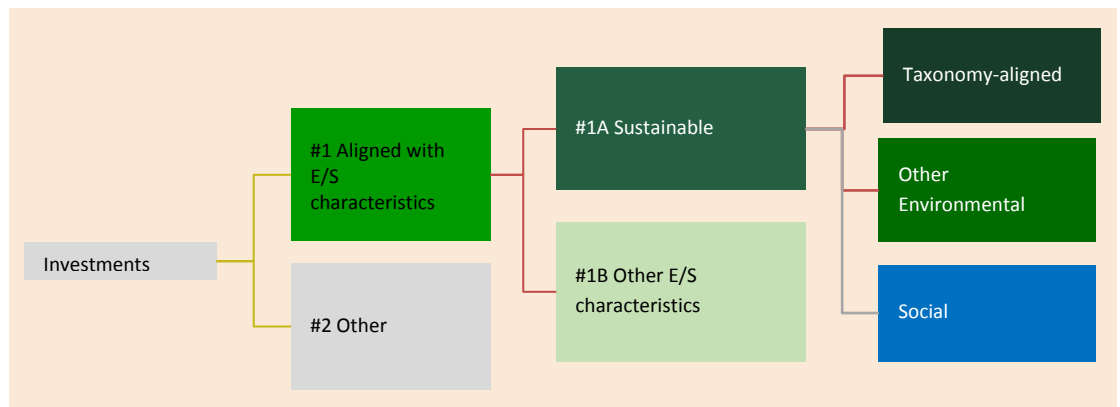 Investments
#1 Aligned with
E/S
characteristics
#2 Other
#1A Sustainable
#1B Other E/S
characteristics
Taxonomy-aligned
Other
Environmental
Social